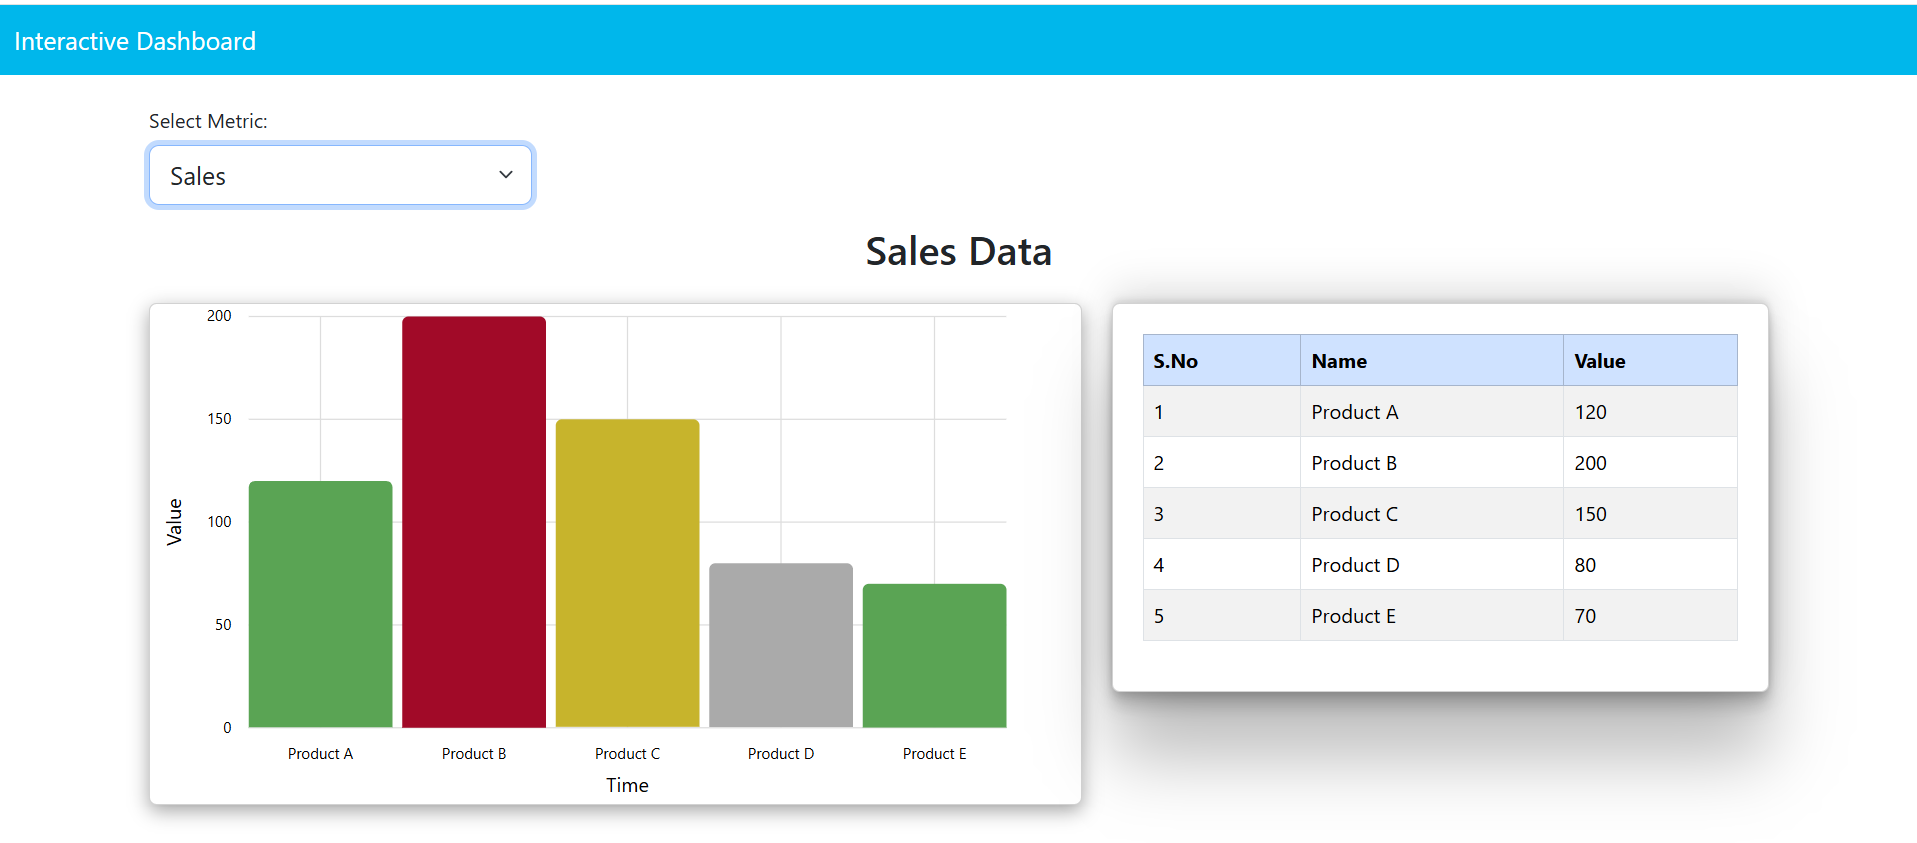 Interactive Dashboard
Select Metric:
Sales
Sales Data
200
150
100
50
0
Value
Product A Product B Product C Product D Product E
Time
S.No Name Value
1 Product A 120
2 Product B 200
3 Product C 150
4 Product D 80
5 Product E 70